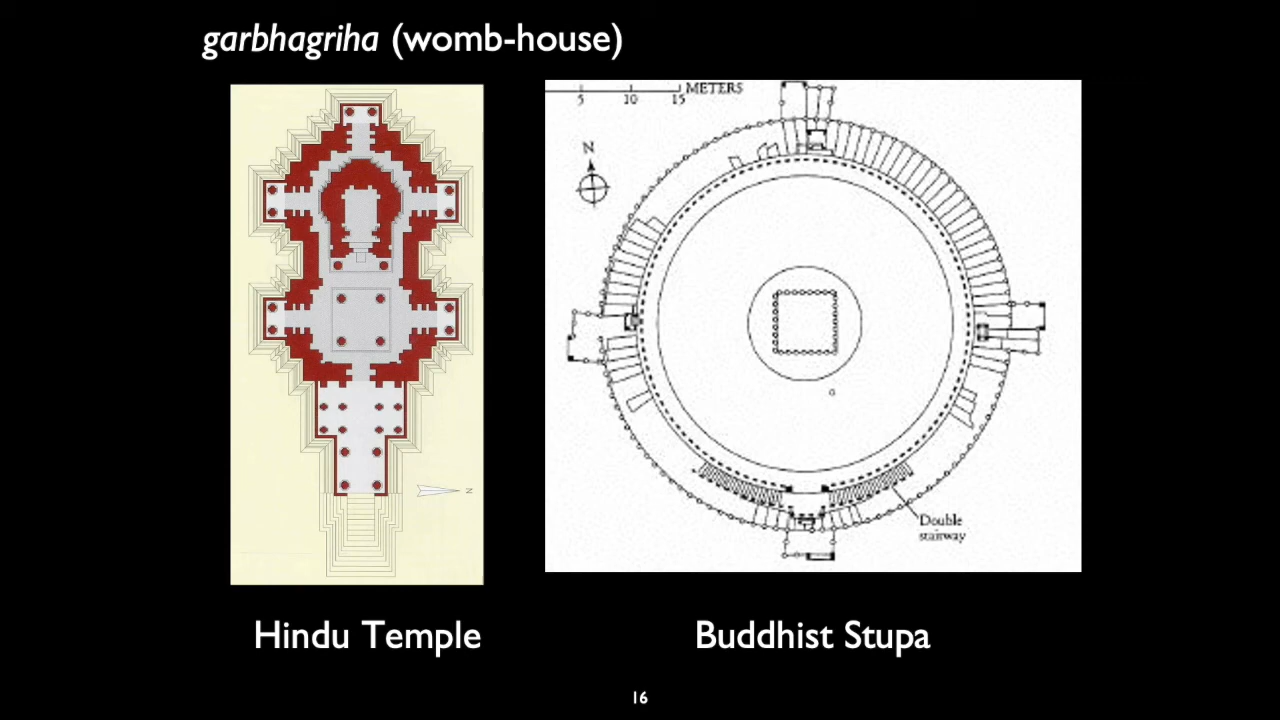 garbhagriha (womb-house)
METERS
5 10 15
N
N
Double
stairway
Hindu Temple
Buddhist Stupa
16